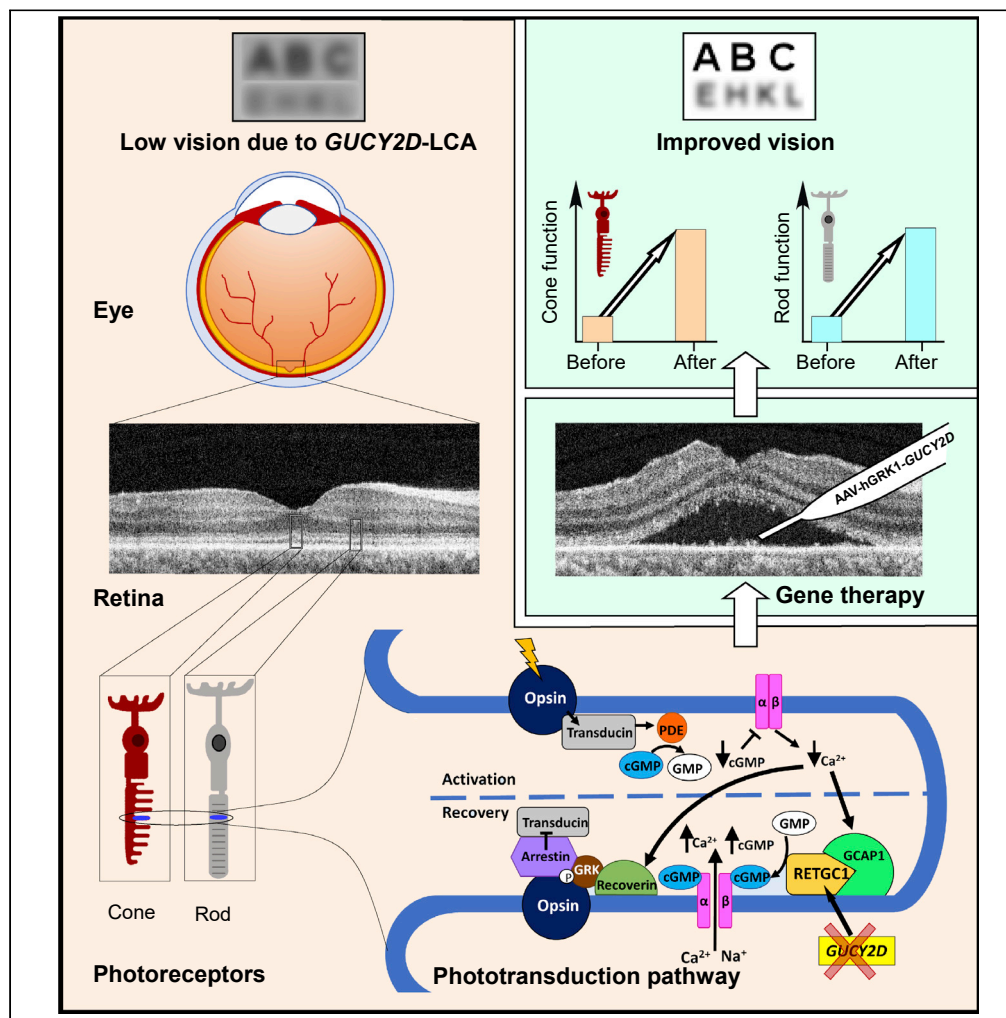 A B C
E H K L
Low vision due to GUCY2D-LCA
Eye
Retina
Cone
Rod
Photoreceptors
A B C
E H K L
Improved vision
Cone function
Before
After
Rod function
Before
After
AAV-hGRK1-GUCY2D
Gene therapy
Opsin
Transducin
PDE
cGMP
GMP
cGMP
α β
Ca²⁺
Activation
Recovery
Transducin
Arrestin
P
GRK
Opsin
Recoverin
Ca²⁺
cGMP
cGMP
α
β
cGMP
GMP
RETGC1
GCAP1
Ca²⁺ Na⁺
GUCY2D
Phototransduction pathway